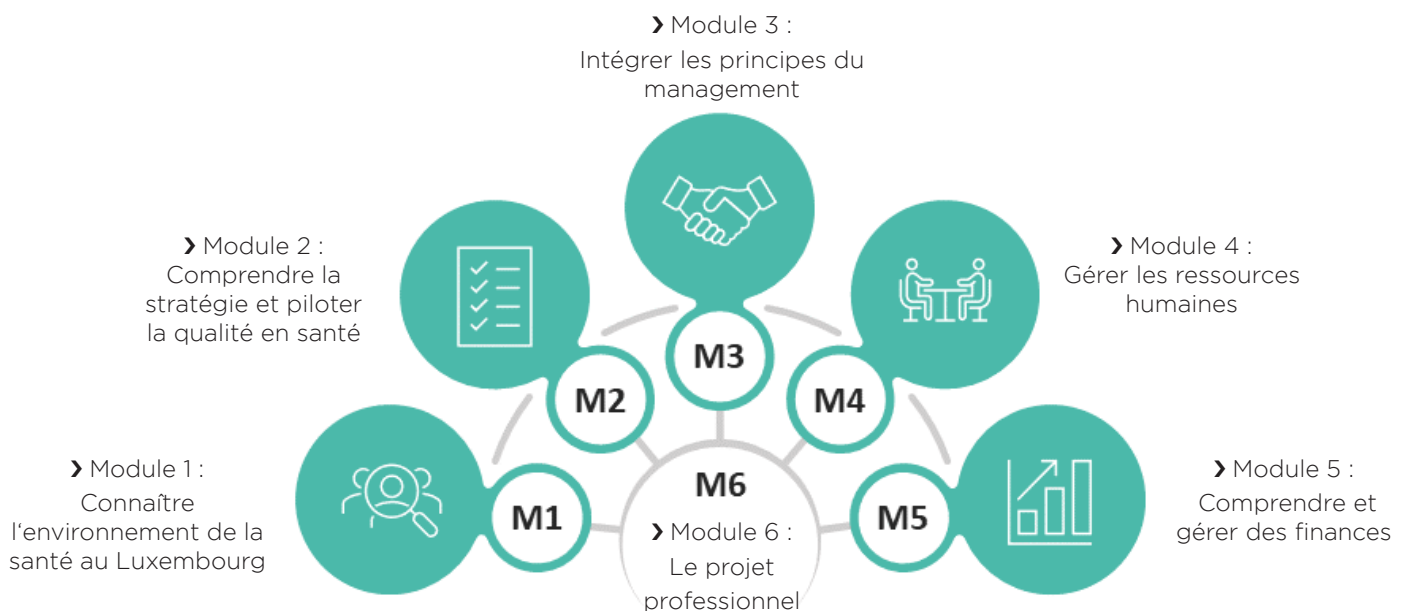 ❯ Module 3 :
Intégrer les principes du
management
❯ Module 2 :
Comprendre la
stratégie et piloter
la qualité en santé
❯ Module 4 :
Gérer les ressources
humaines
M3
M2
M4
❯ Module 1 :
Connaître
l‘environnement de la
santé au Luxembourg
M1
M6
❯ Module 6 :
Le projet
professionnel
M5
❯ Module 5 :
Comprendre et
gérer des finances